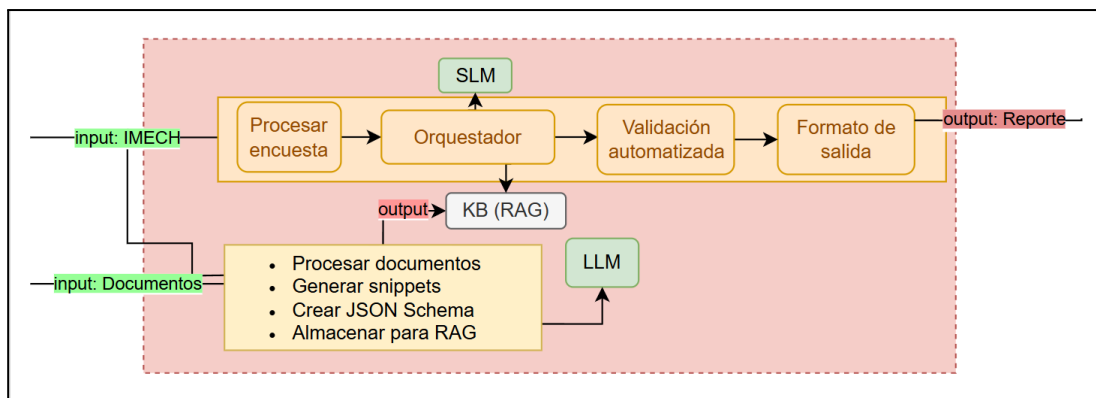 SLM
input: IMECH
Procesar
encuesta
Orquestador
Validación
automatizada
Formato de
salida
output: Reporte
output
KB (RAG)
input: Documentos
• Procesar documentos
• Generar snippets
• Crear JSON Schema
• Almacenar para RAG
LLM